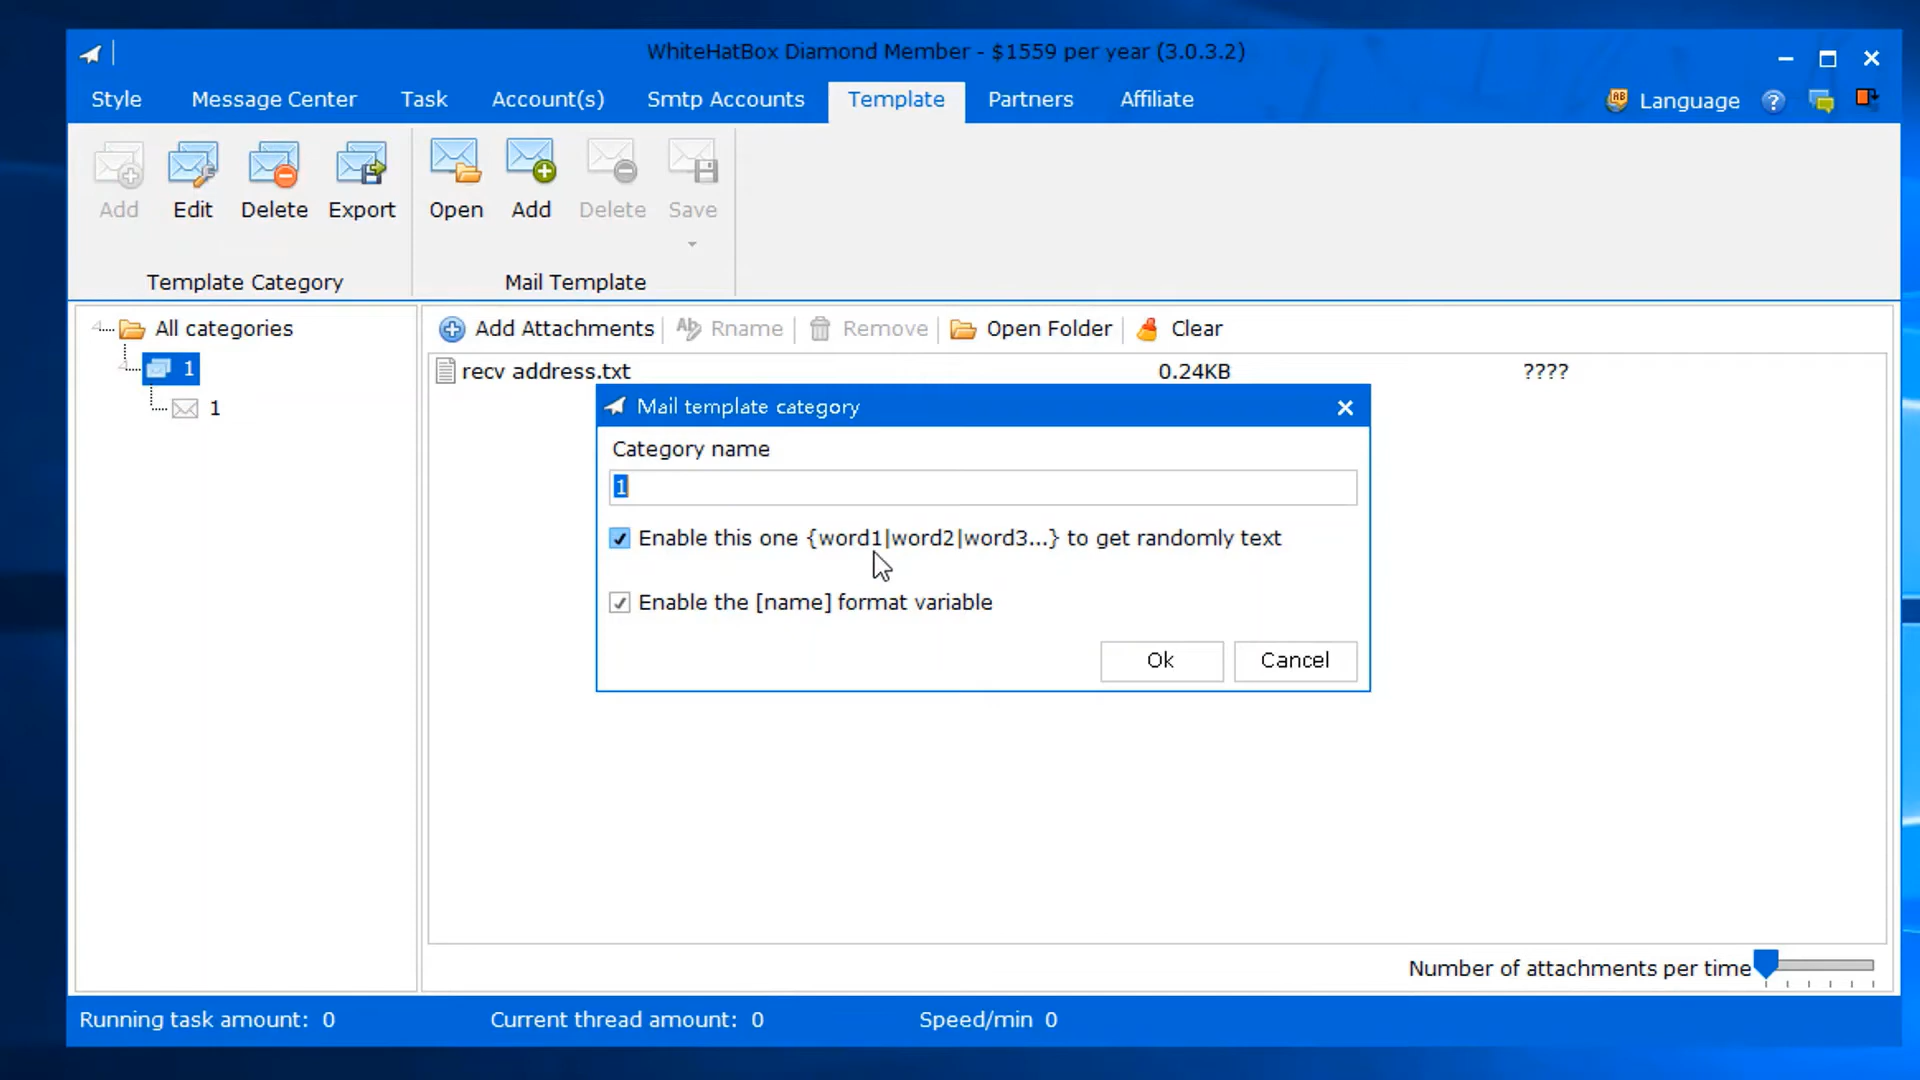 WhiteHatBox Diamond Member - $1559 per year (3.0.3.2)
Style Message Center Task Account(s) Smtp Accounts Template Partners Affiliate Language
Add Edit Delete Export Open Add Delete Save
Template Category Mail Template
All categories
1
1
Add Attachments Rname Remove Open Folder Clear
recv address.txt 0.24KB ????
Mail template category
Category name
1
Enable this one {word1|word2|word3...} to get randomly text
Enable the [name] format variable
Ok Cancel
Number of attachments per time
Running task amount: 0 Current thread amount: 0 Speed/min 0